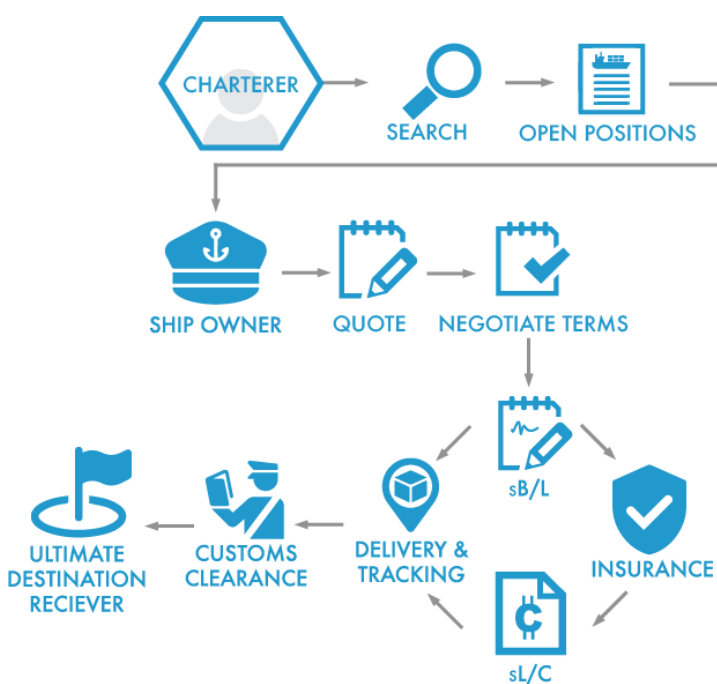 CHARTERER
SEARCH
OPEN POSITIONS
SHIP OWNER
QUOTE
NEGOTIATE TERMS
sB/L
INSURANCE
DELIVERY &
TRACKING
CUSTOMS
CLEARANCE
ULTIMATE
DESTINATION
RECIEVER
sL/C